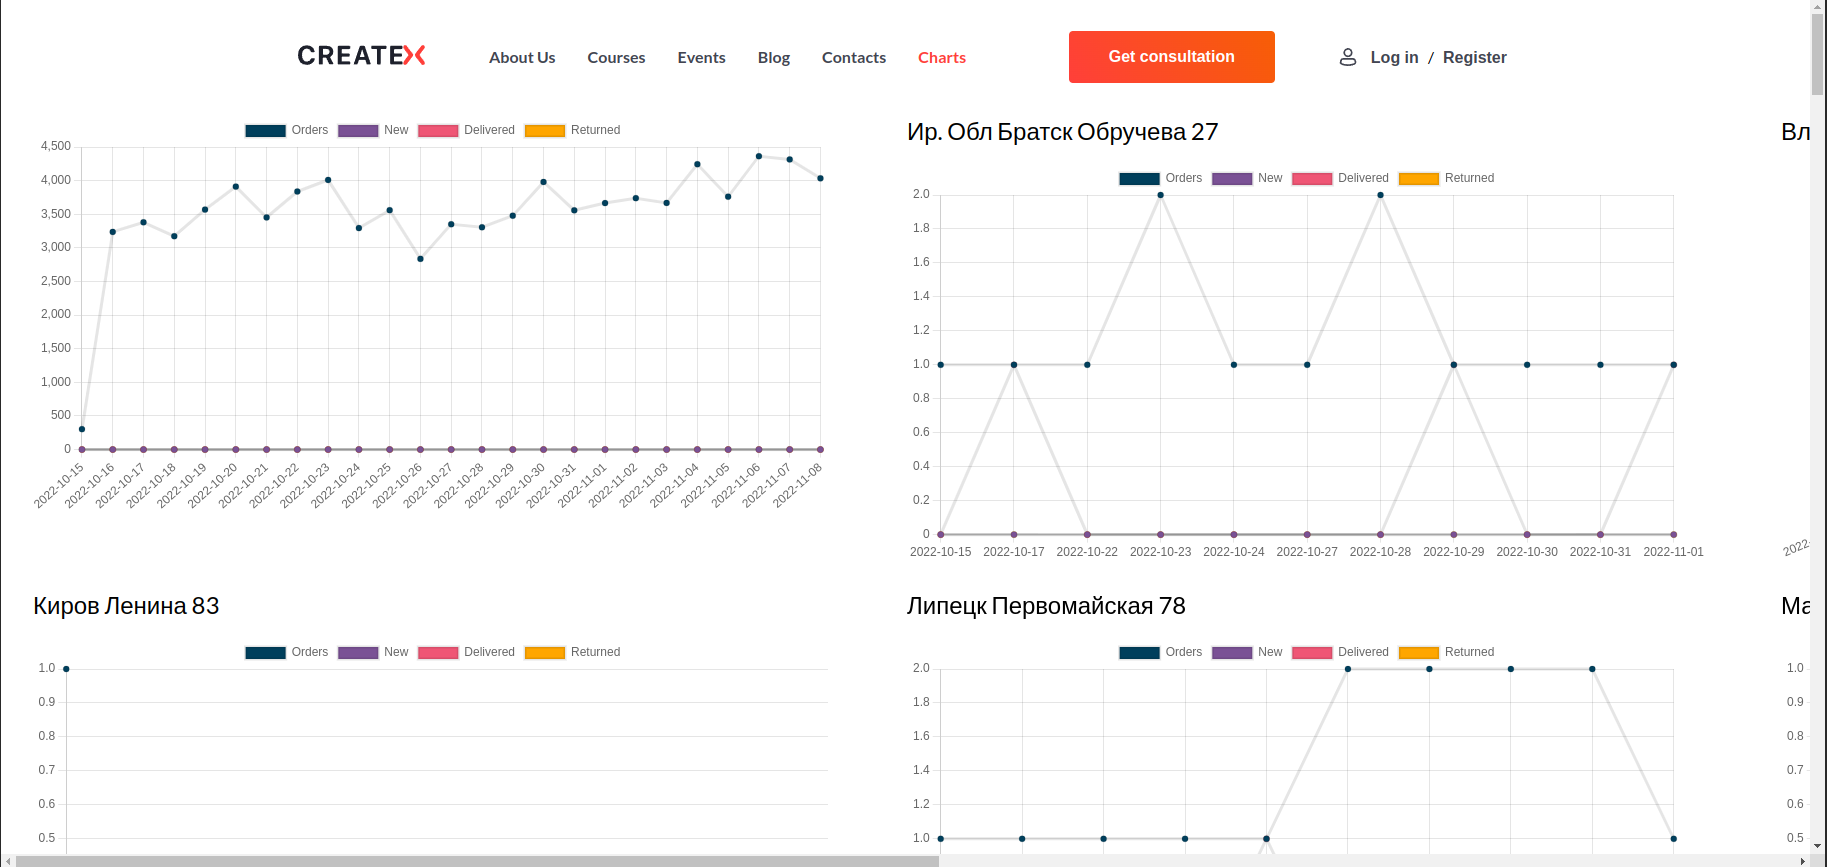 CREATEX
About Us Courses Events Blog Contacts Charts
Get consultation
Log in / Register
Orders New Delivered Returned
4,500
4,000
3,500
3,000
2,500
2,000
1,500
1,000
500
0
2022-10-15 2022-10-16 2022-10-17 2022-10-18 2022-10-19 2022-10-20 2022-10-21 2022-10-22 2022-10-23 2022-10-24 2022-10-25 2022-10-26 2022-10-27 2022-10-28 2022-10-29 2022-10-30 2022-10-31 2022-11-01 2022-11-02 2022-11-03 2022-11-04 2022-11-05 2022-11-06 2022-11-07 2022-11-08
Ир. Обл Братск Обручева 27
Orders New Delivered Returned
2.0
1.8
1.6
1.4
1.2
1.0
0.8
0.6
0.4
0.2
0
2022-10-15 2022-10-17 2022-10-22 2022-10-23 2022-10-24 2022-10-27 2022-10-28 2022-10-29 2022-10-30 2022-10-31 2022-11-01
Вл
2022-
Киров Ленина 83
Orders New Delivered Returned
1.0
0.9
0.8
0.7
0.6
0.5
Липецк Первомайская 78
Orders New Delivered Returned
2.0
1.8
1.6
1.4
1.2
1.0
Ма
1.0
0.9
0.8
0.7
0.6
0.5